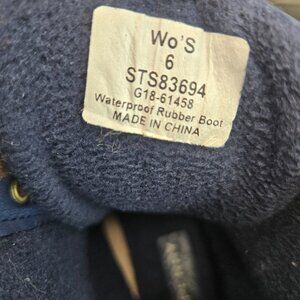 Wo'S
6
STS83694
G18-61458
Waterproof Rubber Boot
MADE IN CHINA